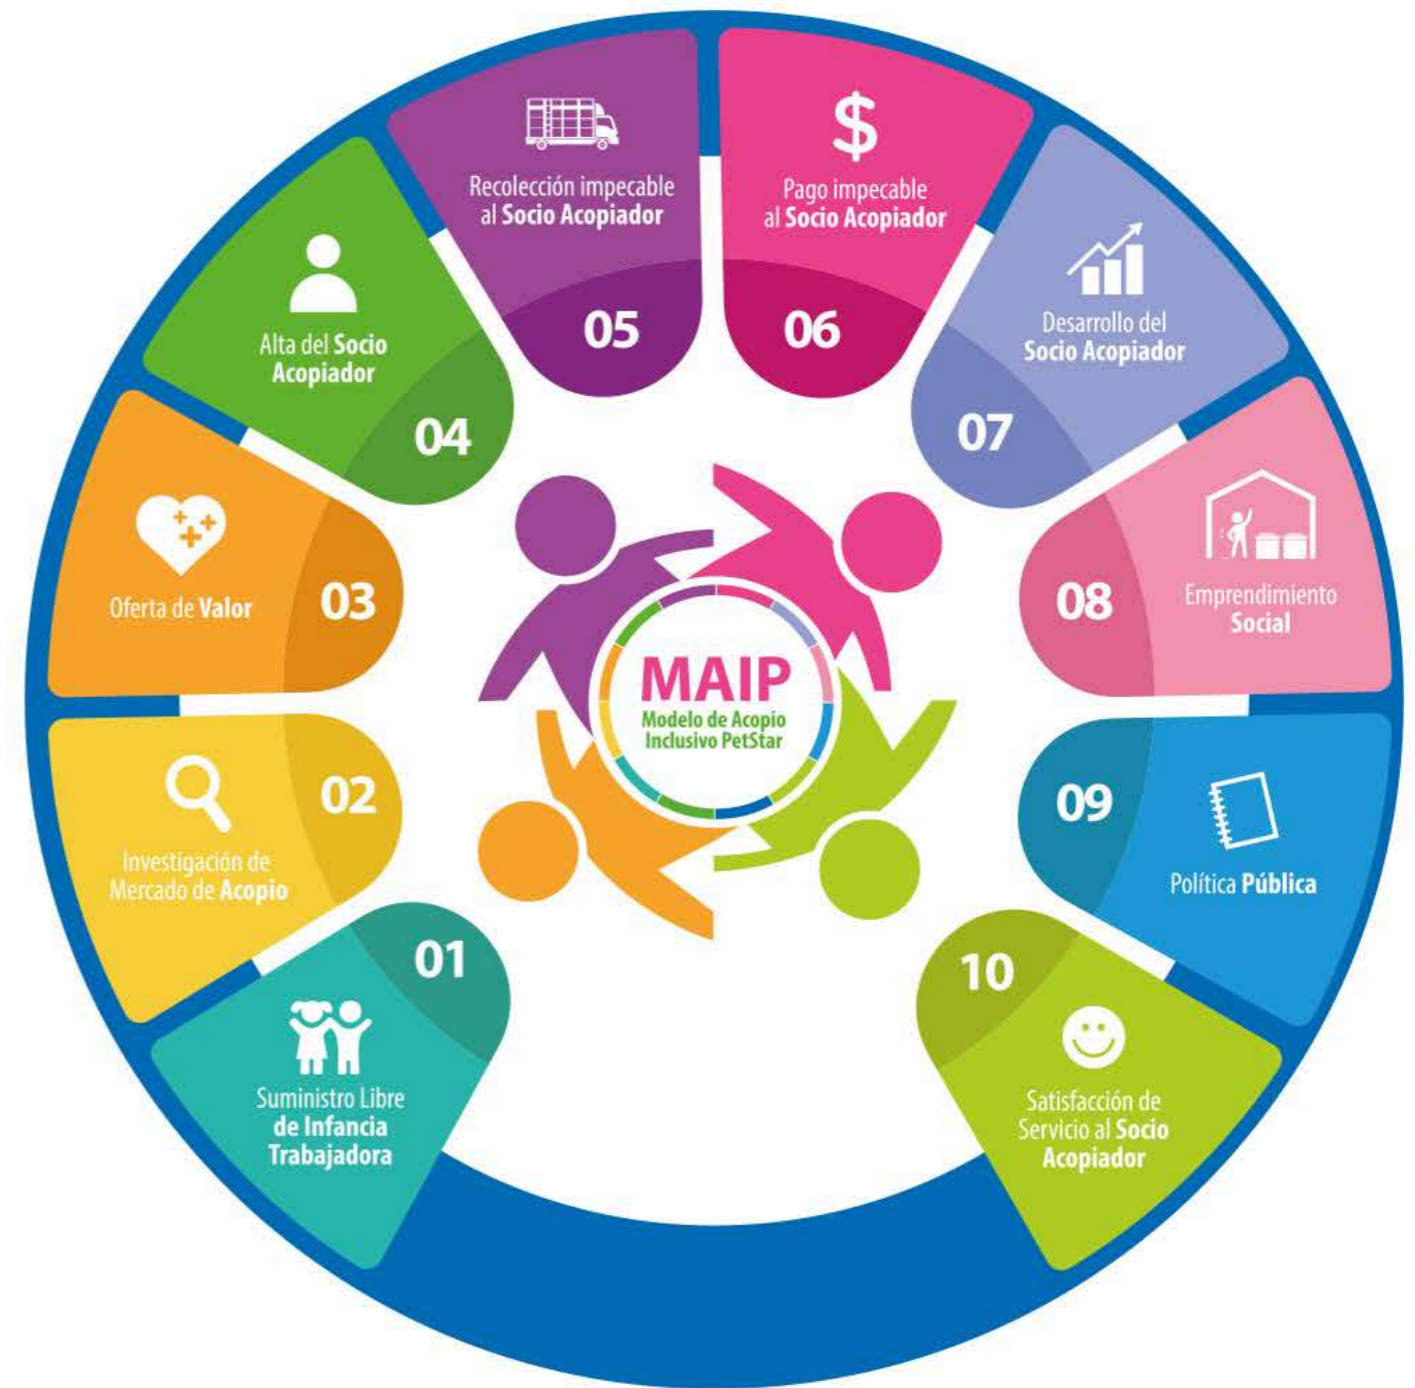 01
Suministro Libre
de Infancia
Trabajadora
02
Investigación de
Mercado de Acopio
03
Oferta de Valor
04
Alta del Socio
Acopiador
05
Recolección impecable
al Socio Acopiador
06
$
Pago impecable
al Socio Acopiador
07
Desarrollo del
Socio Acopiador
08
Emprendimiento
Social
09
Política Pública
10
Satisfacción de
Servicio al Socio
Acopiador
MAIP
Modelo de Acopio
Inclusivo PetStar